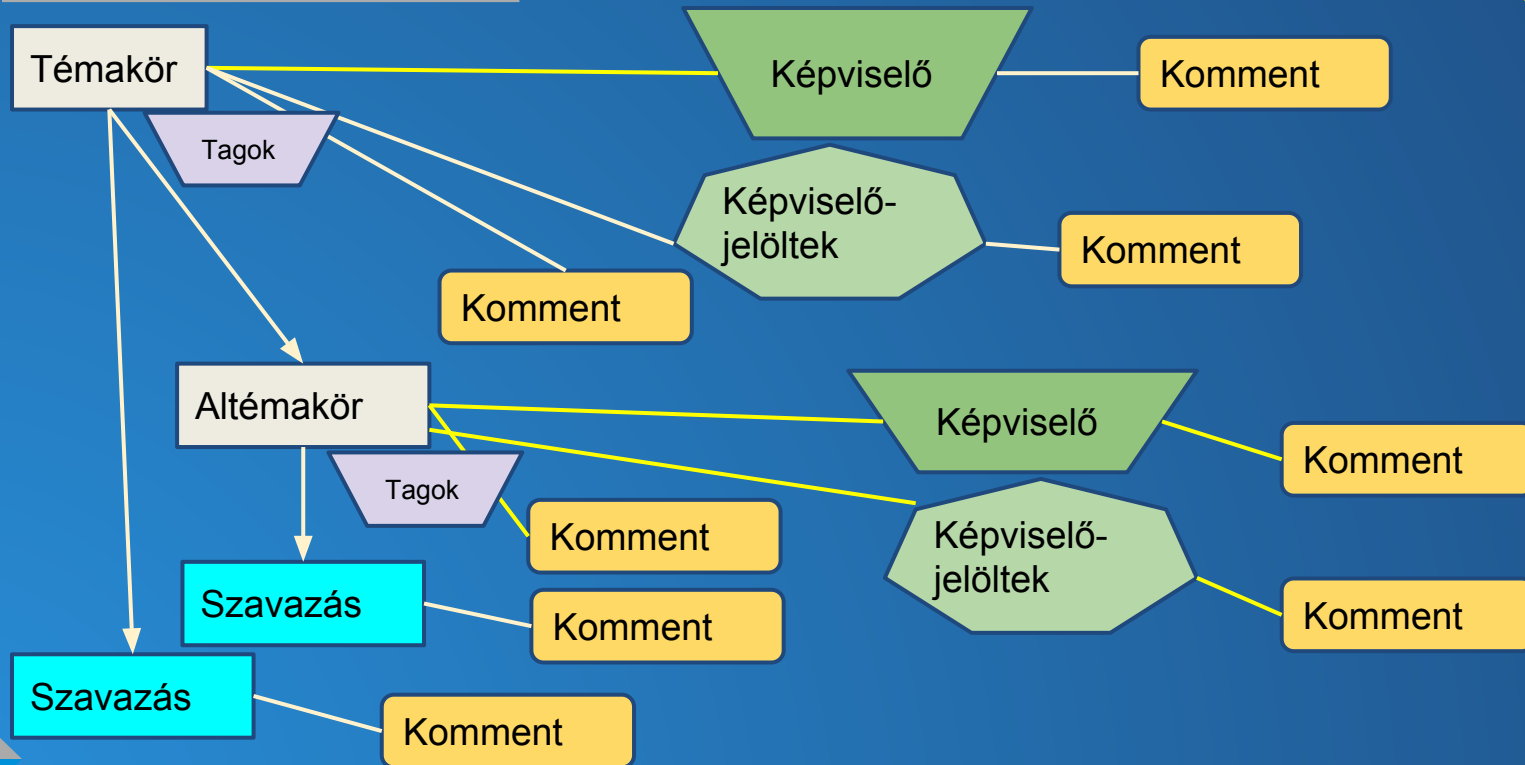 Témakör
Képviselő
Komment
Tagok
Képviselő-
jelöltek
Komment
Komment
Altémakör
Képviselő
Komment
Tagok
Komment
Képviselő-
jelöltek
Szavazás
Komment
Komment
Szavazás
Komment